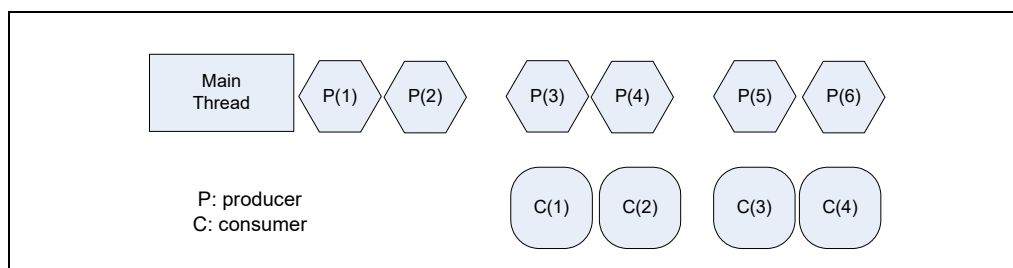 Main
Thread
P(1)
P(2)
P(3)
P(4)
P(5)
P(6)
P: producer
C: consumer
C(1)
C(2)
C(3)
C(4)